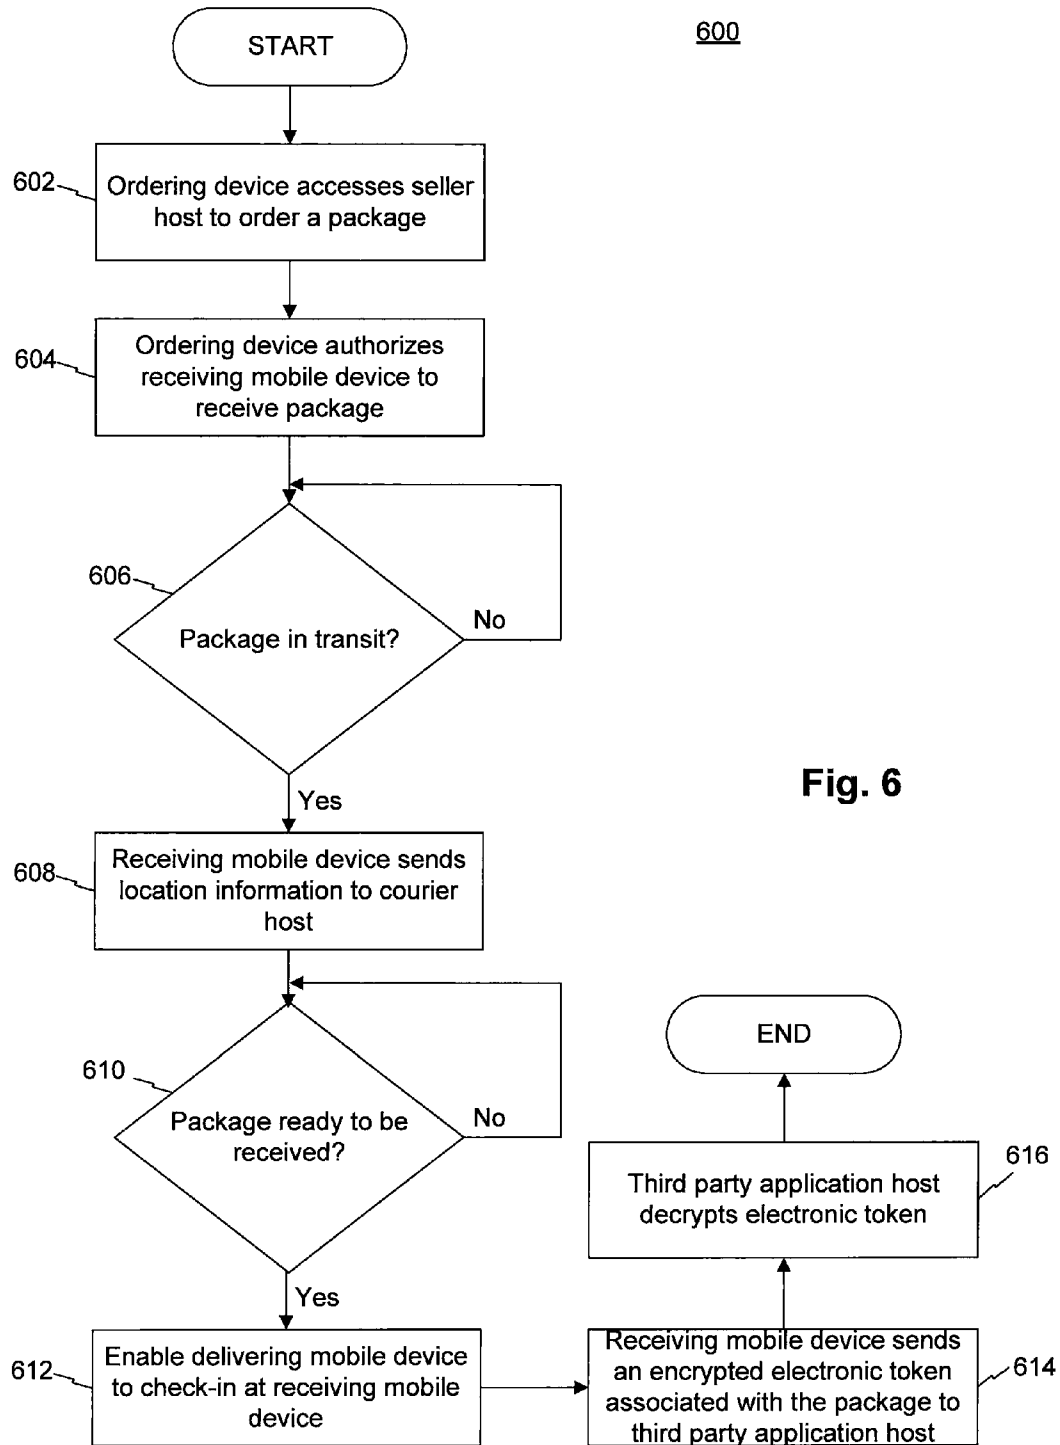 START
600
602
Ordering device accesses seller
host to order a package
604
Ordering device authorizes
receiving mobile device to
receive package
606
Package in transit?
No
Yes
Fig. 6
608
Receiving mobile device sends
location information to courier
host
610
Package ready to be
received?
No
Yes
612
Enable delivering mobile device
to check-in at receiving mobile
device
Receiving mobile device sends
an encrypted electronic token
associated with the package to
third party application host
614
Third party application host
decrypts electronic token
616
END